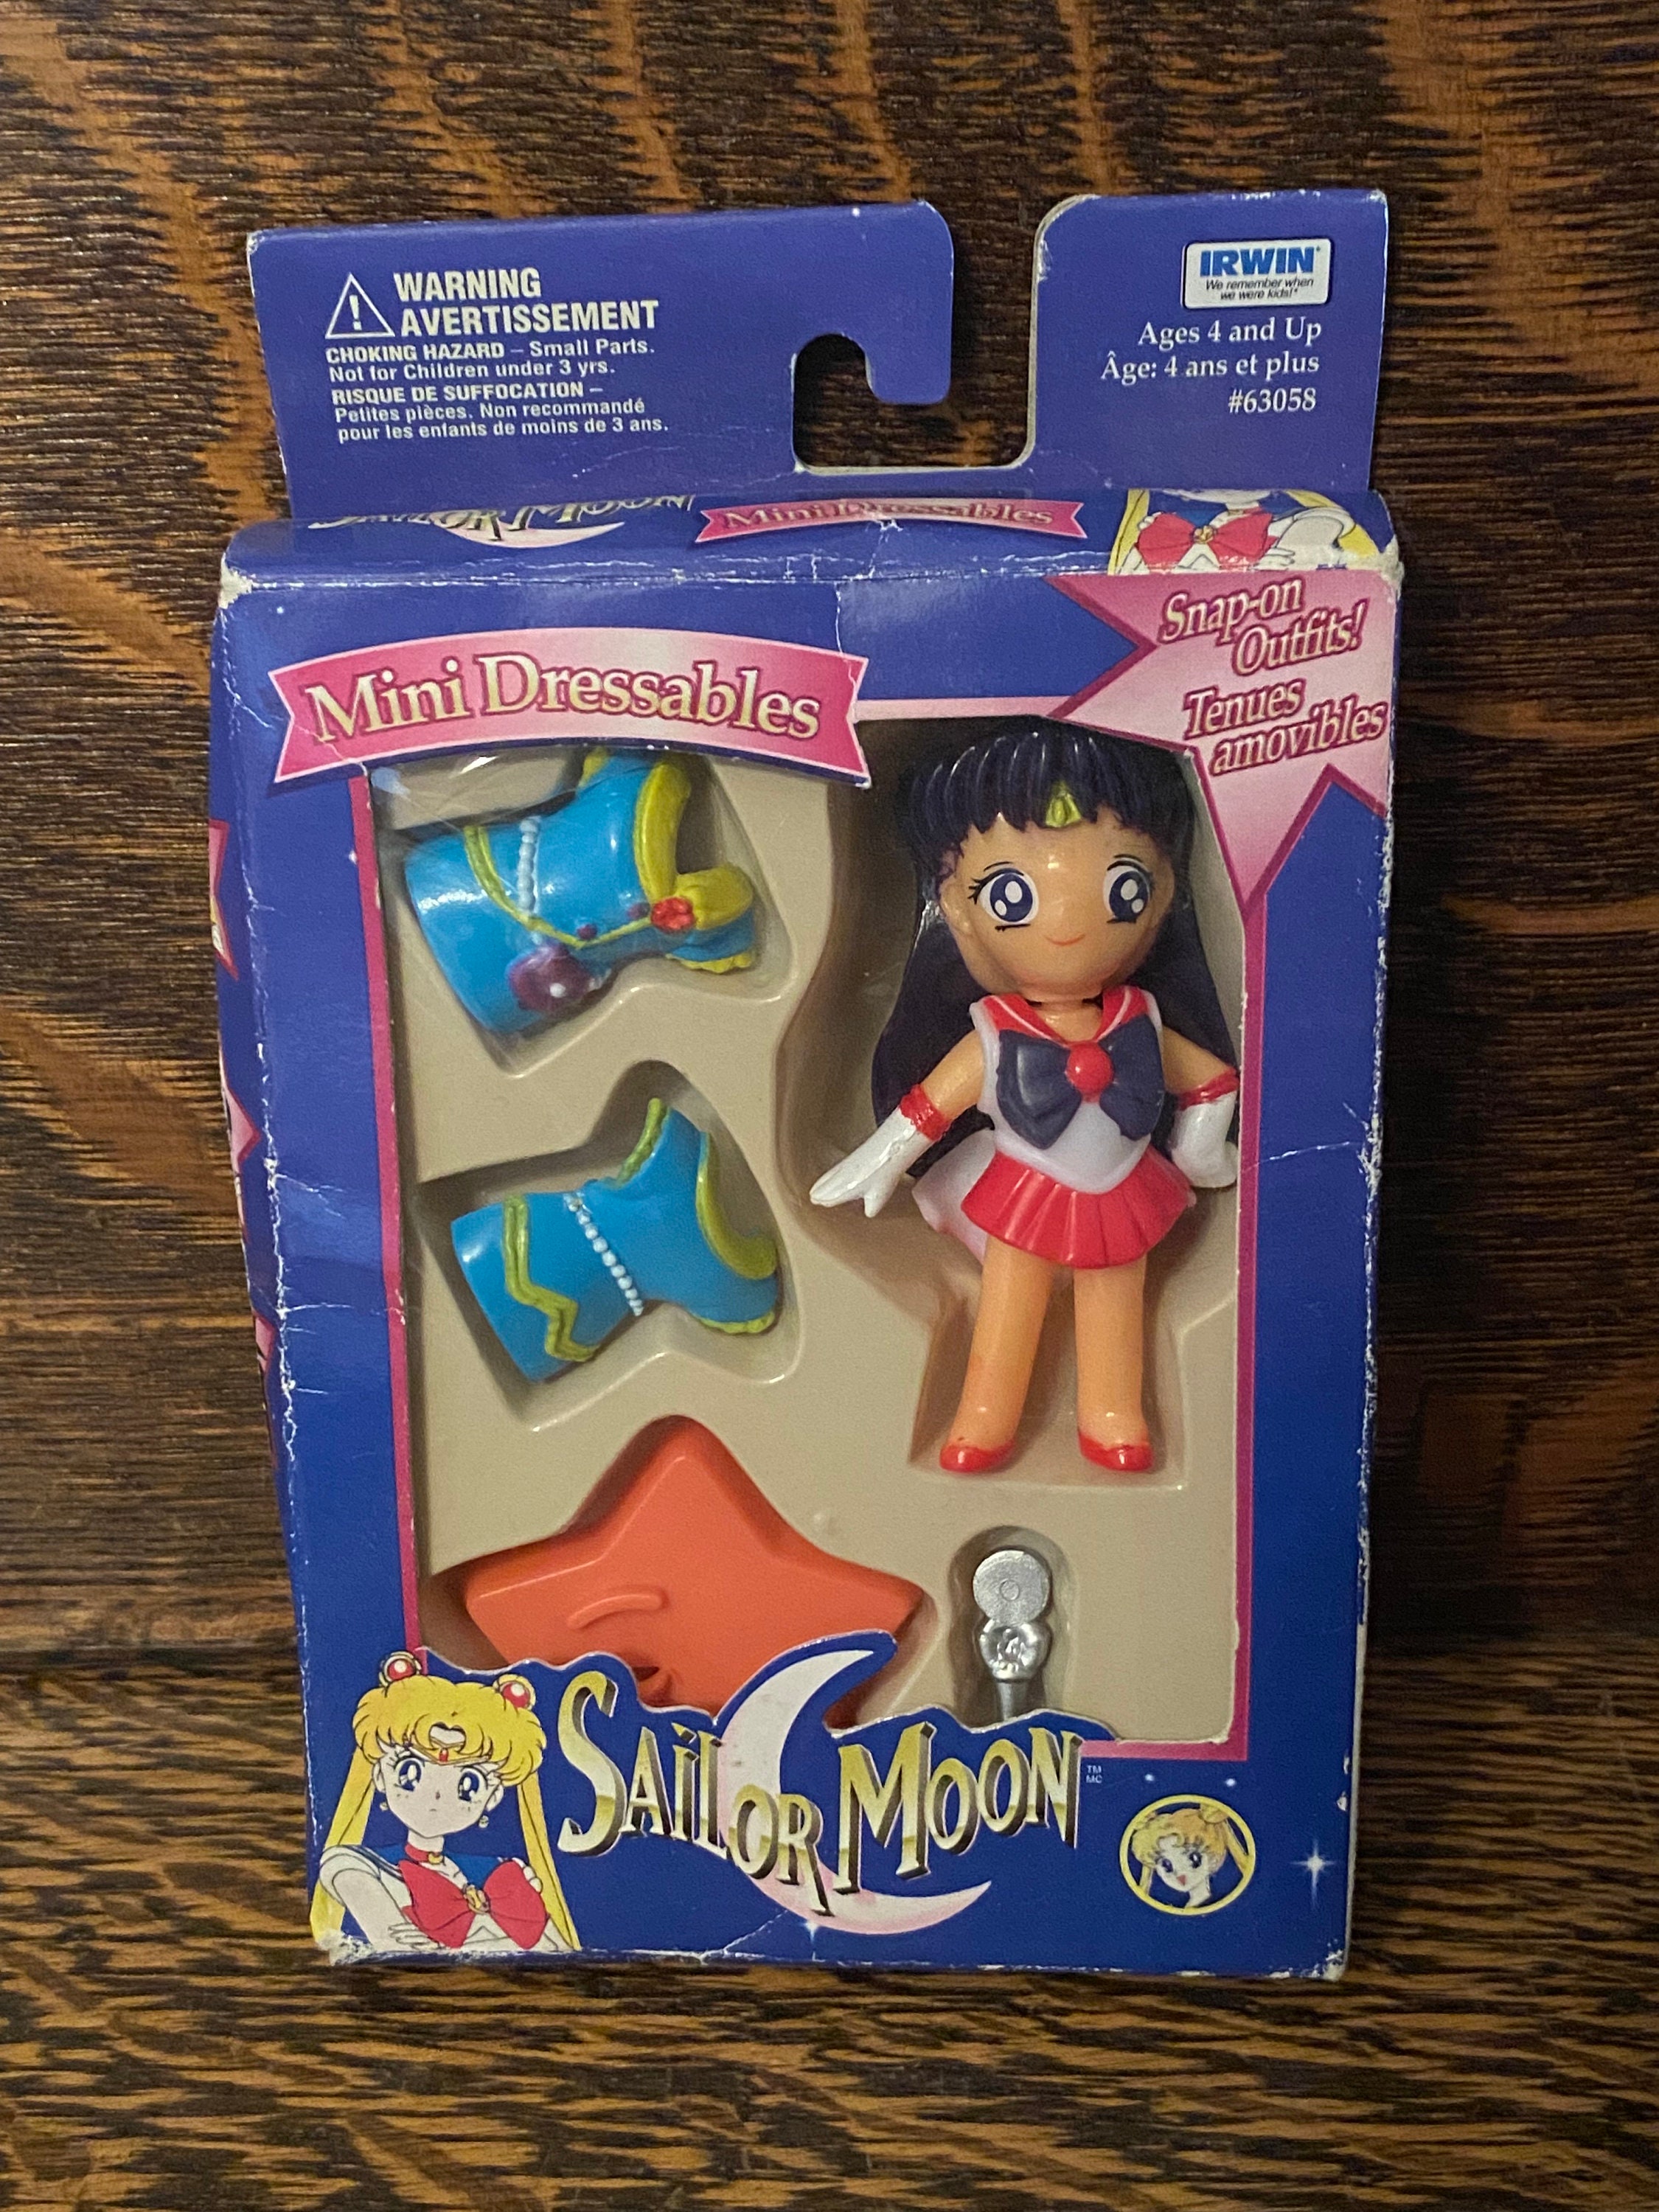 WARNING
AVERTISSEMENT
CHOKING HAZARD – Small Parts.
Not for Children under 3 yrs.
RISQUE DE SUFFOCATION –
Petites pièces. Non recommandé
pour les enfants de moins de 3 ans.
IRWIN
We remember when
we were kids!
Ages 4 and Up
Âge: 4 ans et plus
#63058
SAILOR MOON
Mini Dressables
Snap-on
Outfits!
Tenues
amovibles
Mini Dressables
SAILOR MOON
TM
MC